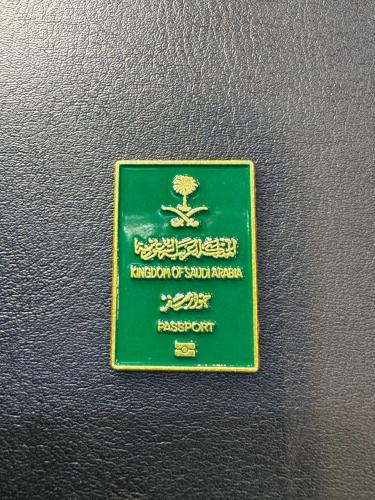 المملكة العربية السعودية
KINGDOM OF SAUDI ARABIA
جواز سفر
PASSPORT